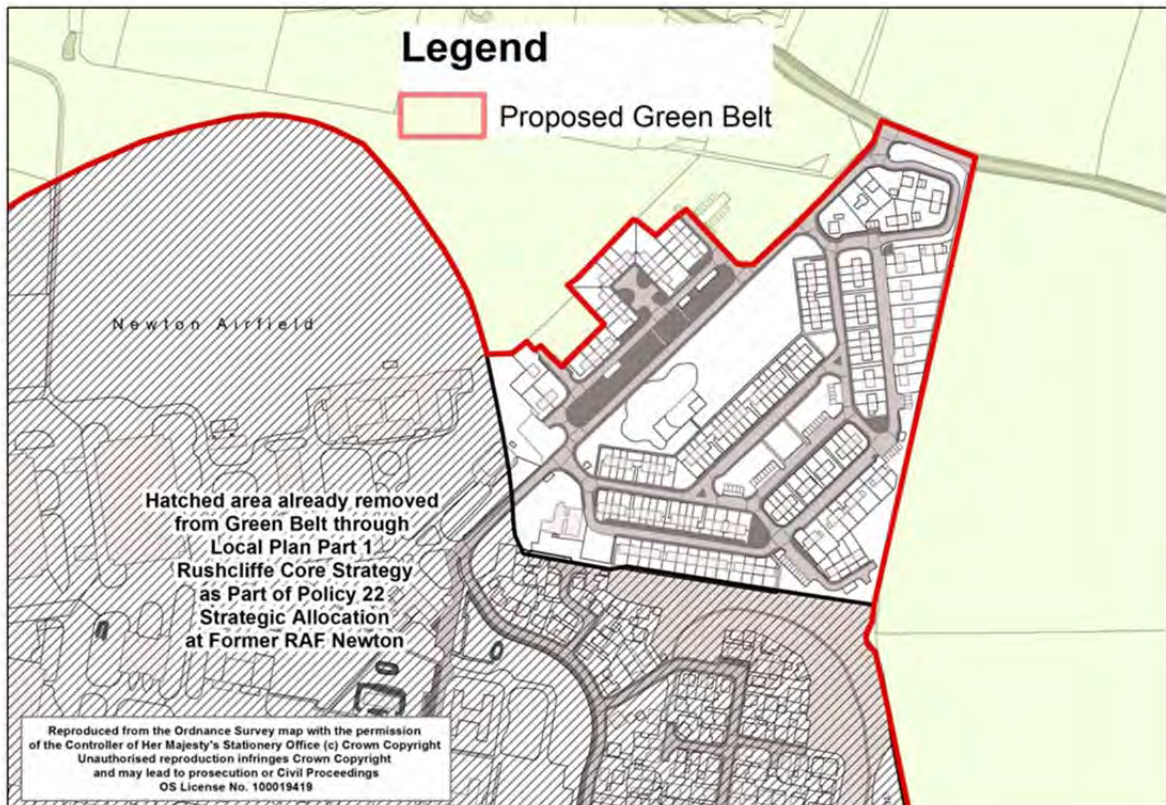 Legend
Proposed Green Belt
Newton Airfield
Hatched area already removed
from Green Belt through
Local Plan Part 1
Rushcliffe Core Strategy
as Part of Policy 22
Strategic Allocation
at Former RAF Newton
Reproduced from the Ordnance Survey map with the permission
of the Controller of Her Majesty's Stationery Office (c) Crown Copyright
Unauthorised reproduction infringes Crown Copyright
and may lead to prosecution or Civil Proceedings
OS License No. 100019419